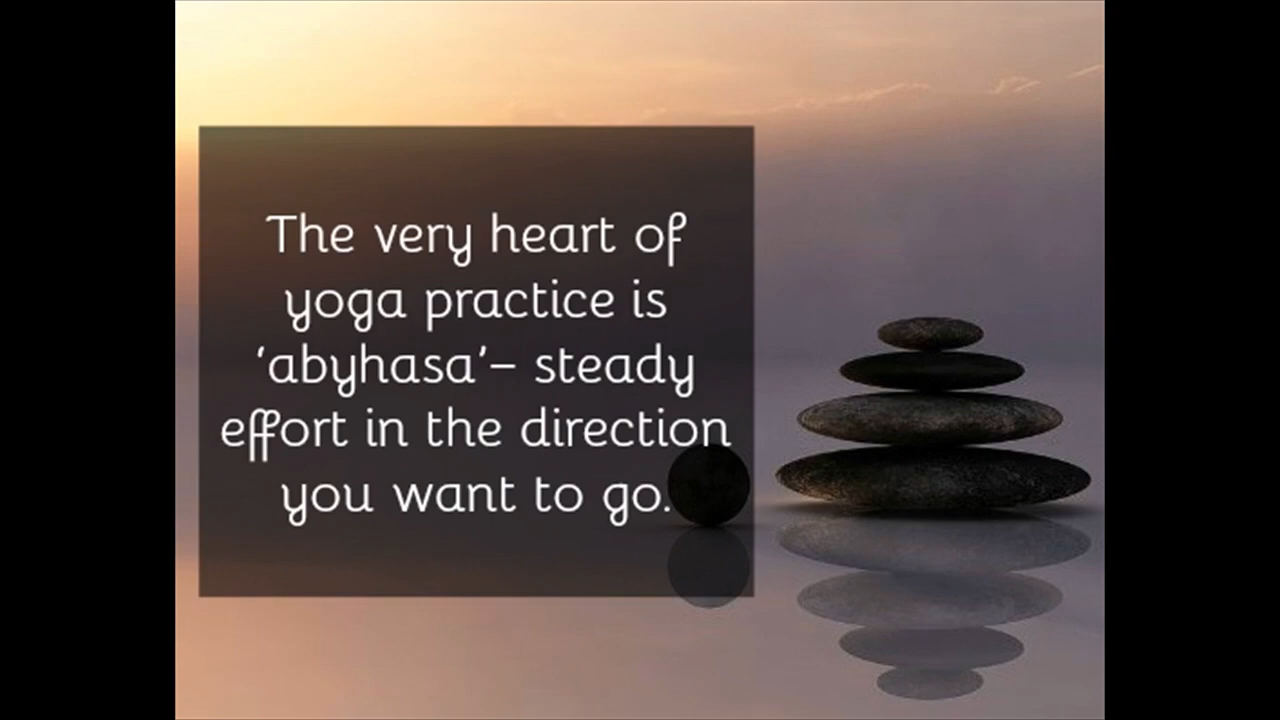 The very heart of
yoga practice is
‘abyhasa’– steady
effort in the direction
you want to go.